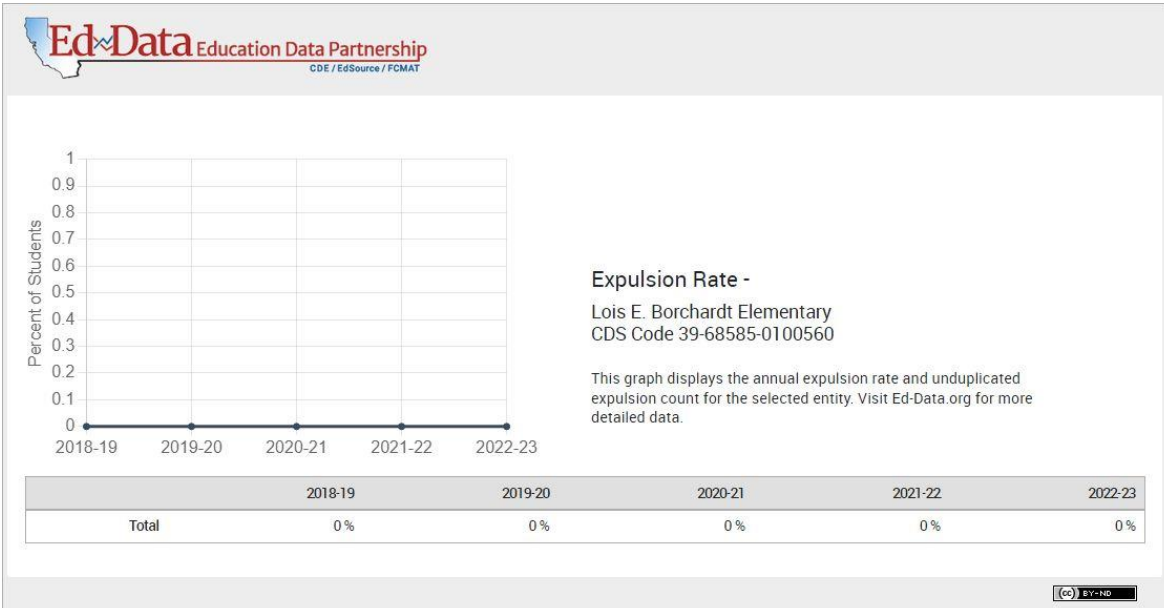 Ed Data Education Data Partnership
CDE / EdSource / FCMAT
1
0.9
0.8
0.7
0.6
0.5
0.4
0.3
0.2
0.1
0
Percent of Students
2018-19 2019-20 2020-21 2021-22 2022-23
Expulsion Rate -
Lois E. Borchardt Elementary
CDS Code 39-68585-0100560
This graph displays the annual expulsion rate and unduplicated
expulsion count for the selected entity. Visit Ed-Data.org for more
detailed data.
2018-19 2019-20 2020-21 2021-22 2022-23
Total 0 % 0 % 0 % 0 % 0 %
(cc) BY-ND